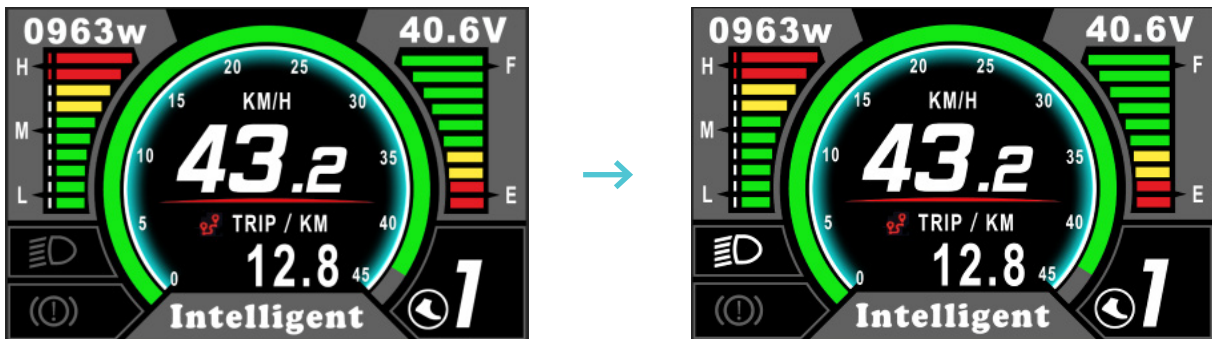 0963w 40.6V
H F
20 25
15 KM/H 30
M
43.2
10 35
L E
TRIP / KM
5 40
12.8
0 45
1
(!)
Intelligent
0963w 40.6V
H F
20 25
15 KM/H 30
M
43.2
10 35
L E
TRIP / KM
5 40
12.8
0 45
1
(!)
Intelligent